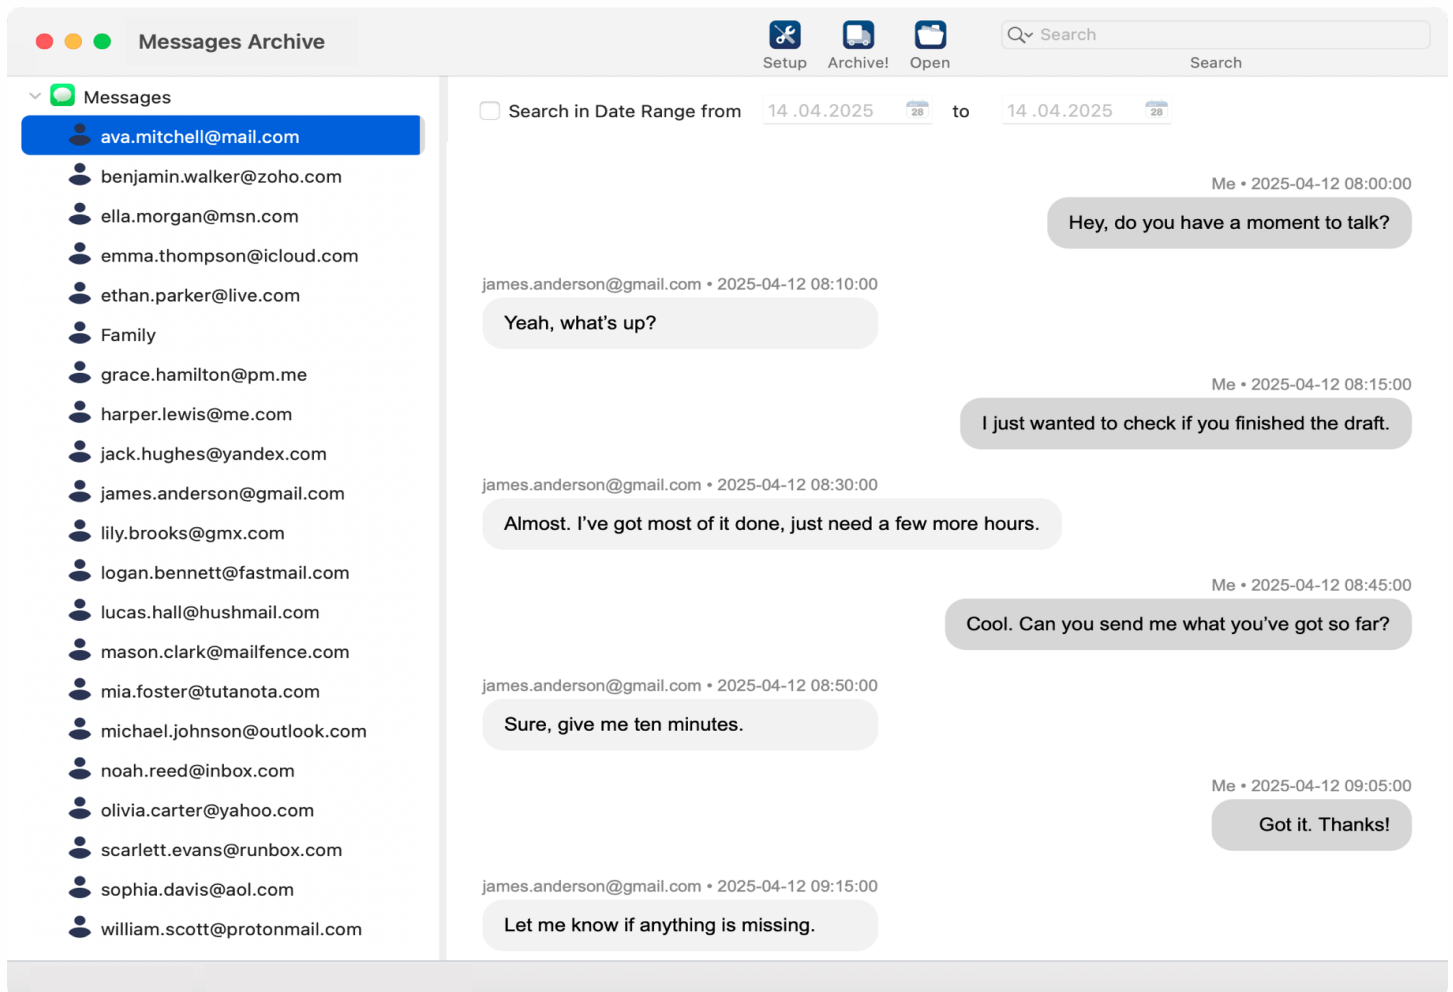 Messages Archive
Setup
Archive!
Open
Search
Search
Messages
ava.mitchell@mail.com
benjamin.walker@zoho.com
ella.morgan@msn.com
emma.thompson@icloud.com
ethan.parker@live.com
Family
grace.hamilton@pm.me
harper.lewis@me.com
jack.hughes@yandex.com
james.anderson@gmail.com
lily.brooks@gmx.com
logan.bennett@fastmail.com
lucas.hall@hushmail.com
mason.clark@mailfence.com
mia.foster@tutanota.com
michael.johnson@outlook.com
noah.reed@inbox.com
olivia.carter@yahoo.com
scarlett.evans@runbox.com
sophia.davis@aol.com
william.scott@protonmail.com
Search in Date Range from 14.04.2025 28 to 14.04.2025 28
Me • 2025-04-12 08:00:00
Hey, do you have a moment to talk?
james.anderson@gmail.com • 2025-04-12 08:10:00
Yeah, what’s up?
Me • 2025-04-12 08:15:00
I just wanted to check if you finished the draft.
james.anderson@gmail.com • 2025-04-12 08:30:00
Almost. I’ve got most of it done, just need a few more hours.
Me • 2025-04-12 08:45:00
Cool. Can you send me what you’ve got so far?
james.anderson@gmail.com • 2025-04-12 08:50:00
Sure, give me ten minutes.
Me • 2025-04-12 09:05:00
Got it. Thanks!
james.anderson@gmail.com • 2025-04-12 09:15:00
Let me know if anything is missing.